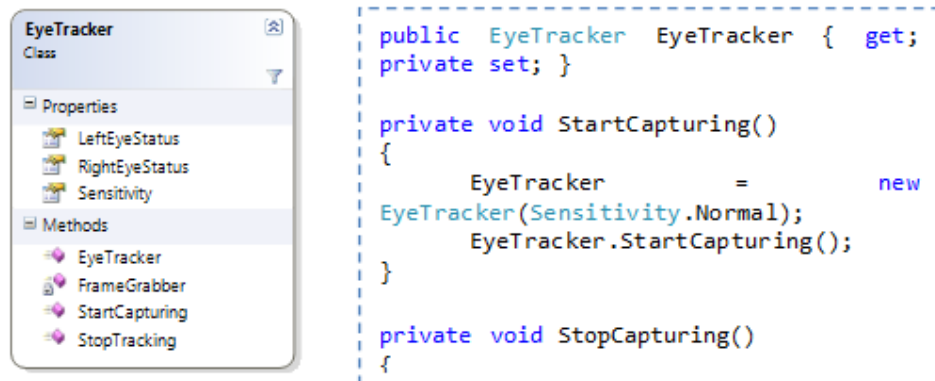 EyeTracker
Class
Properties
LeftEyeStatus
RightEyeStatus
Sensitivity
Methods
EyeTracker
FrameGrabber
StartCapturing
StopTracking
public EyeTracker EyeTracker { get;
private set; }
private void StartCapturing()
{
EyeTracker = new
EyeTracker(Sensitivity.Normal);
EyeTracker.StartCapturing();
}
private void StopCapturing()
{